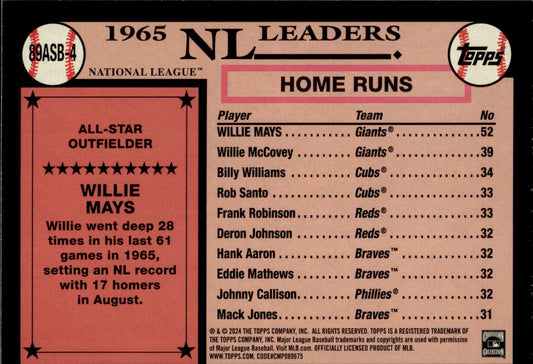 89ASB-4
1965 NL LEADERS
NATIONAL LEAGUE™
Topps
HOME RUNS
ALL-STAR
OUTFIELDER
WILLIE
MAYS
Willie went deep 28
times in his last 61
games in 1965,
setting an NL record
with 17 homers
in August.
Player Team No
WILLIE MAYS .......... Giants® .......... 52
Willie McCovey .......... Giants® .......... 39
Billy Williams .......... Cubs® .......... 34
Rob Santo .......... Cubs® .......... 33
Frank Robinson .......... Reds® .......... 33
Deron Johnson .......... Reds® .......... 32
Hank Aaron .......... Braves™ .......... 32
Eddie Mathews .......... Braves™ .......... 32
Johnny Callison .......... Phillies® .......... 32
Mack Jones .......... Braves™ .......... 31
® & © 2024 THE TOPPS COMPANY, INC. ALL RIGHTS RESERVED. TOPPS IS A REGISTERED TRADEMARK OF
THE TOPPS COMPANY, INC. Major League Baseball trademarks and copyrights are used with permission
of Major League Baseball. Visit MLB.com. OFFICIALLY LICENSED PRODUCT OF MLB.
WWW.TOPPS.COM. CODE#CMP089675